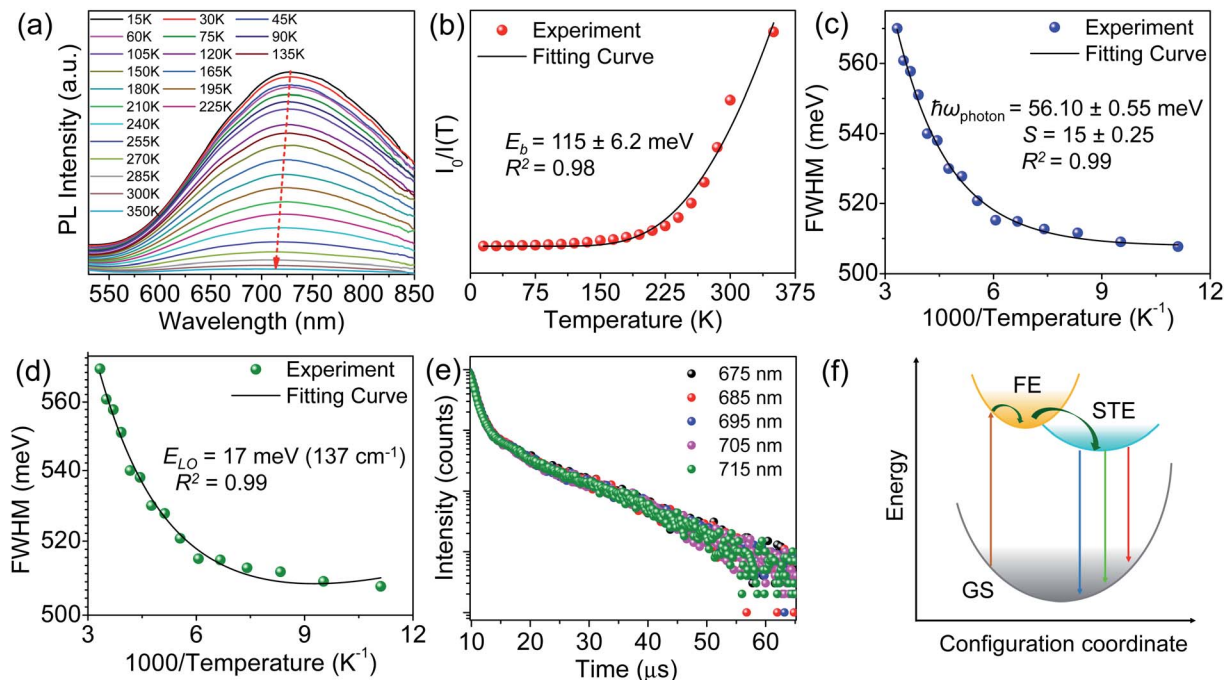 (a)
15K 30K 45K
60K 75K 90K
105K 120K 135K
150K 165K
180K 195K
210K 225K
240K
255K
270K
285K
300K
350K
PL Intensity (a.u.)
550 600 650 700 750 800 850
Wavelength (nm)
(b)
Experiment
Fitting Curve
E_b = 115 ± 6.2 meV
R² = 0.98
I₀/I(T)
0 75 150 225 300 375
Temperature (K)
(c)
Experiment
Fitting Curve
ℏω_photon = 56.10 ± 0.55 meV
S = 15 ± 0.25
R² = 0.99
FWHM (meV)
560
540
520
500
3 6 9 12
1000/Temperature (K⁻¹)
(d)
Experiment
Fitting Curve
E_LO = 17 meV (137 cm⁻¹)
R² = 0.99
FWHM (meV)
560
540
520
500
3 6 9 12
1000/Temperature (K⁻¹)
(e)
675 nm
685 nm
695 nm
705 nm
715 nm
Intensity (counts)
10 20 30 40 50 60
Time (μs)
(f)
FE
STE
GS
Energy
Configuration coordinate